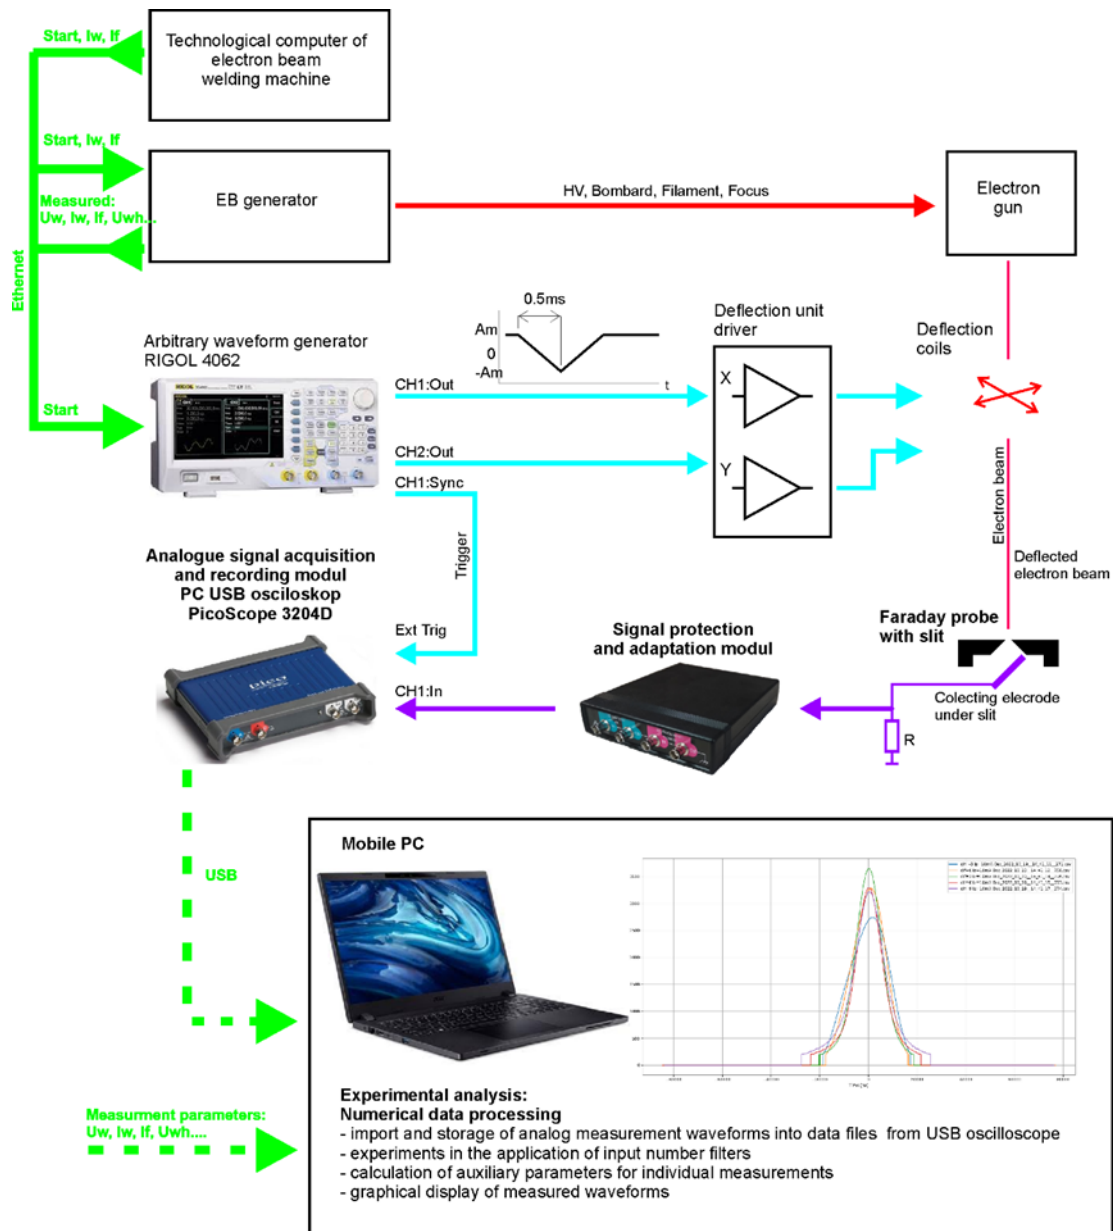 Start, Iw, If
Technological computer of
electron beam
welding machine
Start, Iw, If
Measured:
Uw, Iw, If, Uwh...
EB generator
HV, Bombard, Filament, Focus
Electron
gun
Ethernet
0.5ms
Am
0
-Am
t
Deflection unit
driver
Deflection
coils
Arbitrary waveform generator
RIGOL 4062
Start
CH1:Out
X
CH2:Out
Y
CH1:Sync
Trigger
Electron beam
Deflected
electron beam
Analogue signal acquisition
and recording modul
PC USB osciloskop
PicoScope 3204D
Ext Trig
CH1:In
Signal protection
and adaptation modul
Faraday probe
with slit
Colecting elecrode
under slit
R
pico
USB
Mobile PC
Experimental analysis:
Numerical data processing
- import and storage of analog measurement waveforms into data files from USB oscilloscope
- experiments in the application of input number filters
- calculation of auxiliary parameters for individual measurements
- graphical display of measured waveforms
Measurment parameters:
Uw, Iw, If, Uwh....